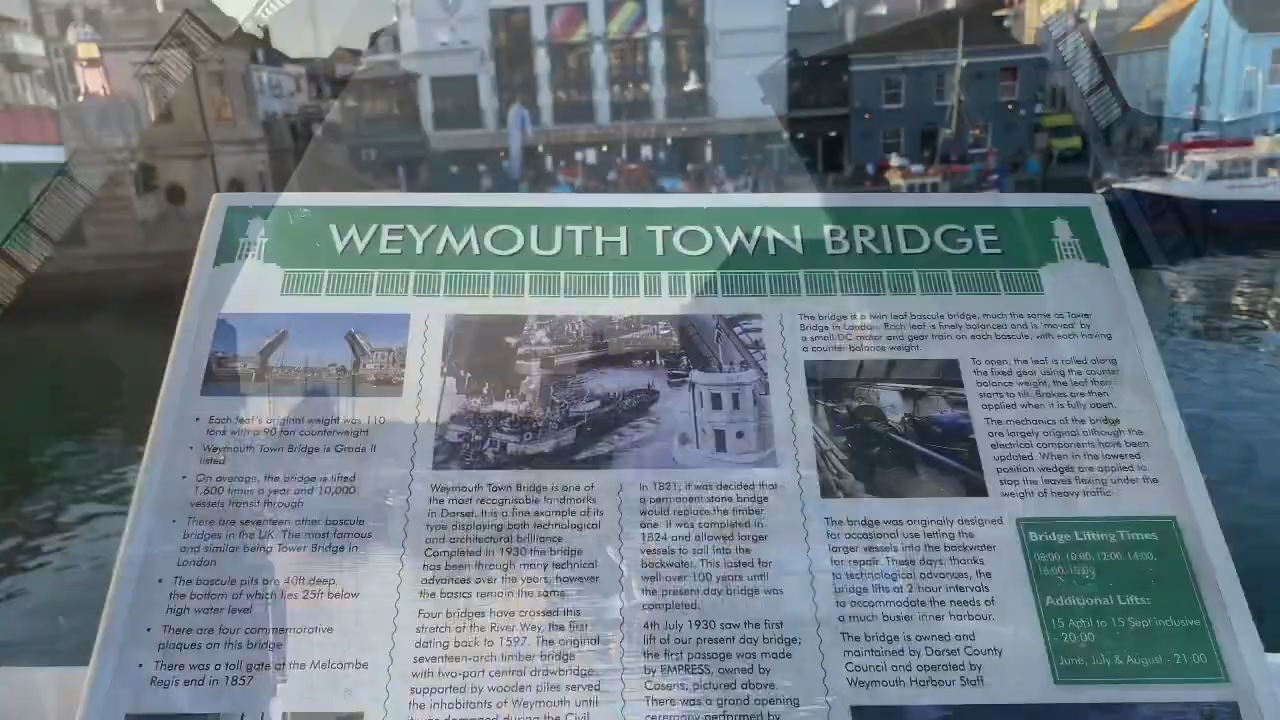 WEYMOUTH TOWN BRIDGE
• Each leaf's original weight was 110
tons with a 90 ton counterweight
• Weymouth Town Bridge is Grade II
listed
• On average, the bridge is lifted
1,600 times a year and 10,000
vessels transit through
• There are seventeen other bascule
bridges in the UK. The most famous
and similar being Tower Bridge in
London
• The bascule pits are 40ft deep,
the bottom of which lies 25ft below
high water level
• There are four commemorative
plaques on this bridge
• There was a toll gate at the Melcombe
Regis end in 1857
Weymouth Town Bridge is one of
the most recognisable landmarks
in Dorset. It is a fine example of its
type displaying both technological
and architectural brilliance
Completed in 1930 the bridge
has been through many technical
advances over the years, however
the basics remain the same.
Four bridges have crossed this
stretch of the River Wey, the first
dating back to 1597. The original
seventeen-arch timber bridge
with two-part central drawbridge
supported by wooden piles served
the inhabitants of Weymouth until
it was damaged during the Civil
In 1821, it was decided that
a permanent stone bridge
would replace the timber
one. It was completed in
1824 and allowed larger
vessels to sail into the
backwater. This lasted for
well over 100 years until
the present day bridge was
completed.
4th July 1930 saw the first
lift of our present day bridge;
the first passage was made
by EMPRESS, owned by
Cosens, pictured above.
There was a grand opening
ceremony performed by
The bridge is a twin leaf bascule bridge, much the same as Tower
Bridge in London. Each leaf is finely balanced and is 'moved' by
a small DC motor and gear train on each bascule, with each having
a counter balance weight.
To open, the leaf is rolled along
the fixed gear using the counter
balance weight, the leaf then
starts to tilt. Brakes are then
applied when it is fully open.
The mechanics of the bridge
are largely original although the
electrical components have been
updated. When in the lowered
position wedges are applied to
stop the leaves flexing under the
weight of heavy traffic.
The bridge was originally designed
for occasional use letting the
larger vessels into the backwater
for repair. These days, thanks
to technological advances, the
bridge lifts at 2 hour intervals
to accommodate the needs of
a much busier inner harbour.
The bridge is owned and
maintained by Dorset County
Council and operated by
Weymouth Harbour Staff
Bridge Lifting Times
08:00, 10:00, 12:00, 14:00,
16:00, 18:00
Additional Lifts:
15 April to 15 Sept inclusive
- 20:00
June, July & August - 21:00